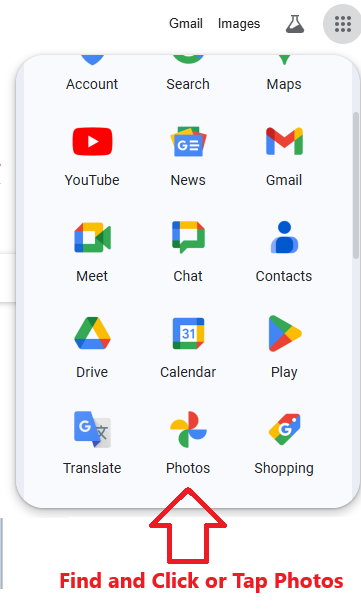 Gmail Images
Account Search Maps
YouTube News Gmail
Meet Chat Contacts
31
Drive Calendar Play
Translate Photos Shopping
Find and Click or Tap Photos